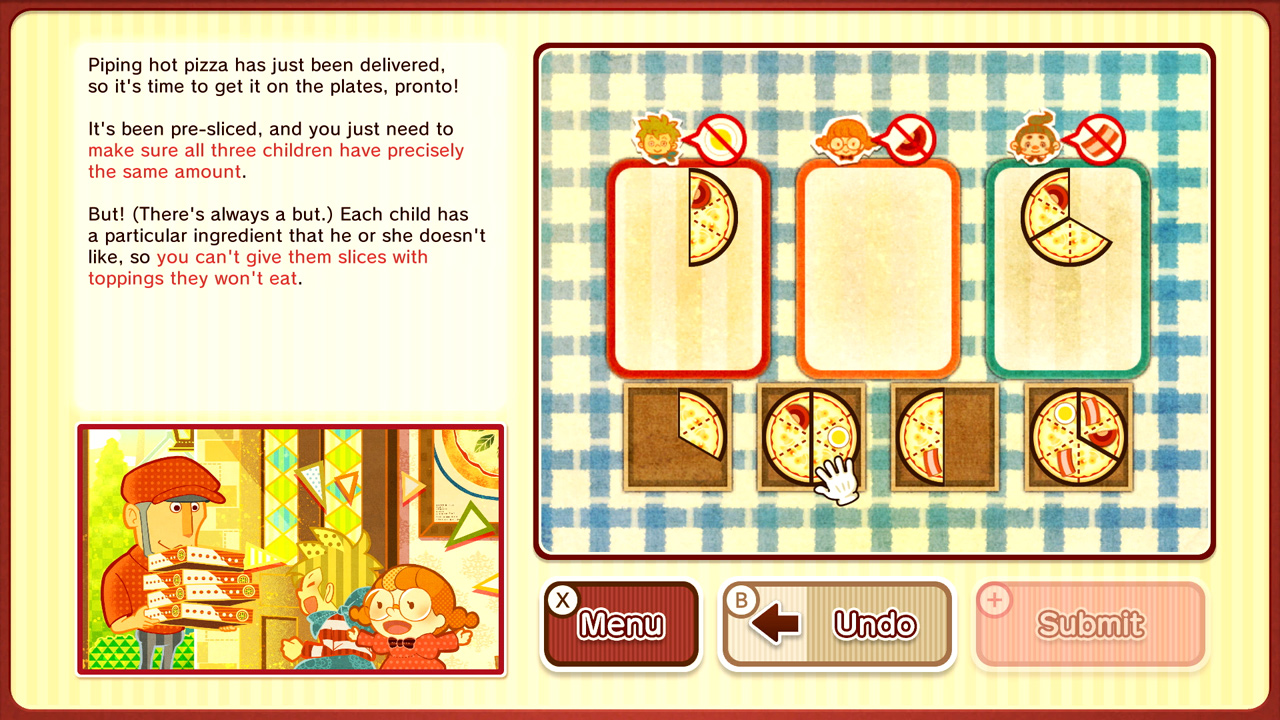 Piping hot pizza has just been delivered,
so it's time to get it on the plates, pronto!
It's been pre-sliced, and you just need to
make sure all three children have precisely
the same amount.
But! (There's always a but.) Each child has
a particular ingredient that he or she doesn't
like, so you can't give them slices with
toppings they won't eat.
X Menu
B Undo
+ Submit